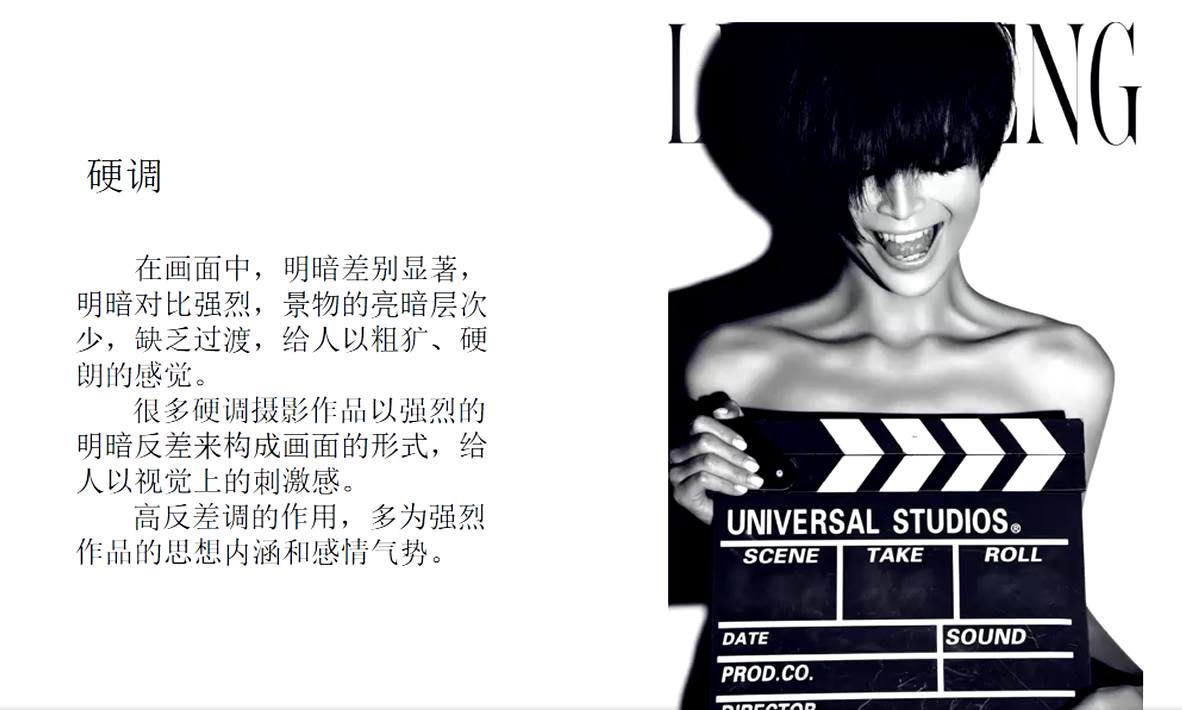 硬调
在画面中，明暗差别显著，
明暗对比强烈，景物的亮暗层次
少，缺乏过渡，给人以粗犷、硬
朗的感觉。
很多硬调摄影作品以强烈的
明暗反差来构成画面的形式，给
人以视觉上的刺激感。
高反差调的作用，多为强烈
作品的思想内涵和感情气势。
UNIVERSAL STUDIOS®
SCENE TAKE ROLL
DATE SOUND
PROD.CO.
DIRECTOR